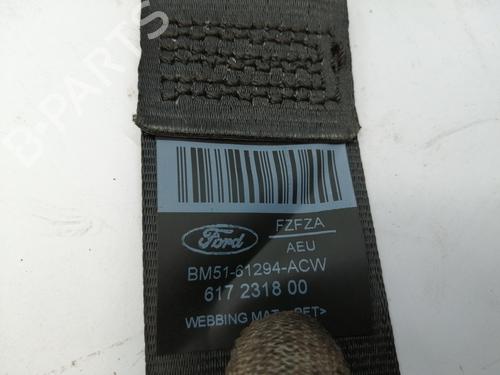 B-PARTS
Ford
FZFZA
AEU
BM51-61294-ACW
617 2318 00
WEBBING